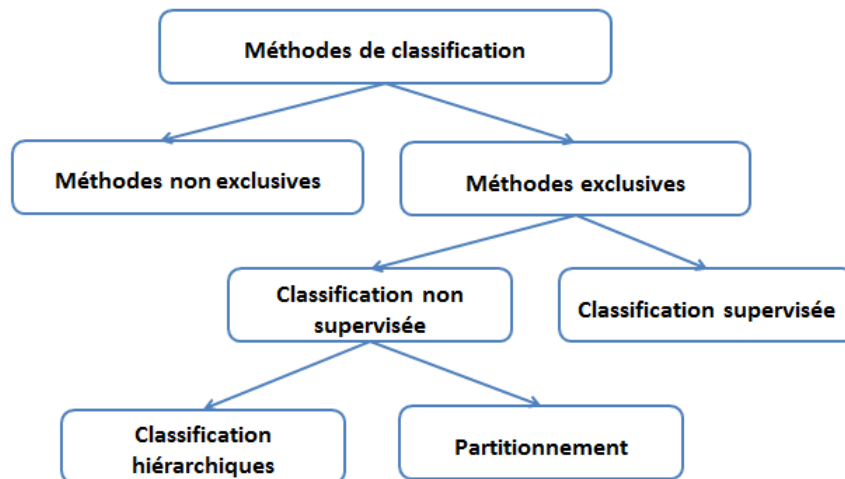 Méthodes de classification
Méthodes non exclusives
Méthodes exclusives
Classification non
supervisée
Classification supervisée
Classification
hiérarchiques
Partitionnement